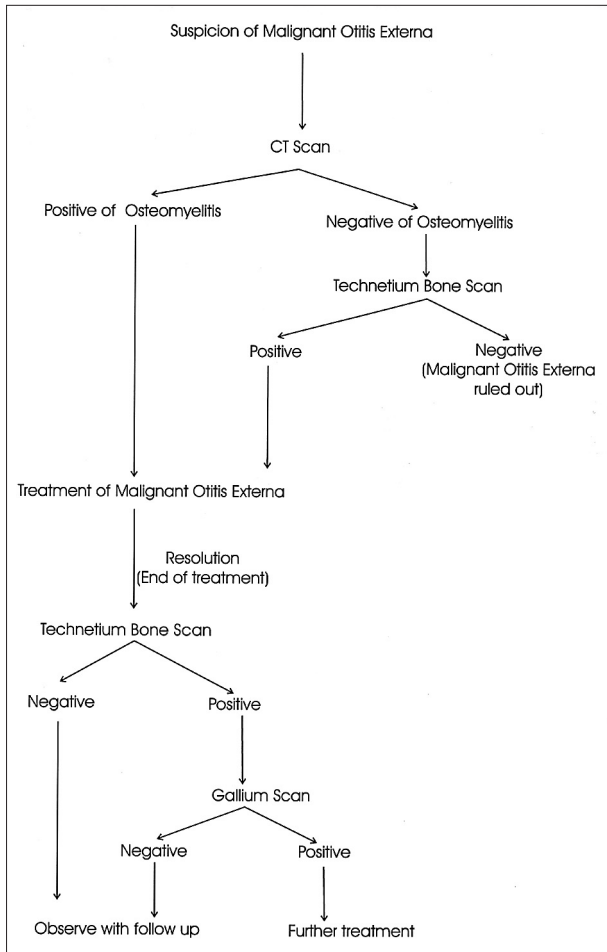 Suspicion of Malignant Otitis Externa
CT Scan
Positive of Osteomyelitis
Negative of Osteomyelitis
Technetium Bone Scan
Positive
Negative
(Malignant Otitis Externa
ruled out)
Treatment of Malignant Otitis Externa
Resolution
(End of treatment)
Technetium Bone Scan
Negative
Positive
Gallium Scan
Negative
Positive
Observe with follow up
Further treatment